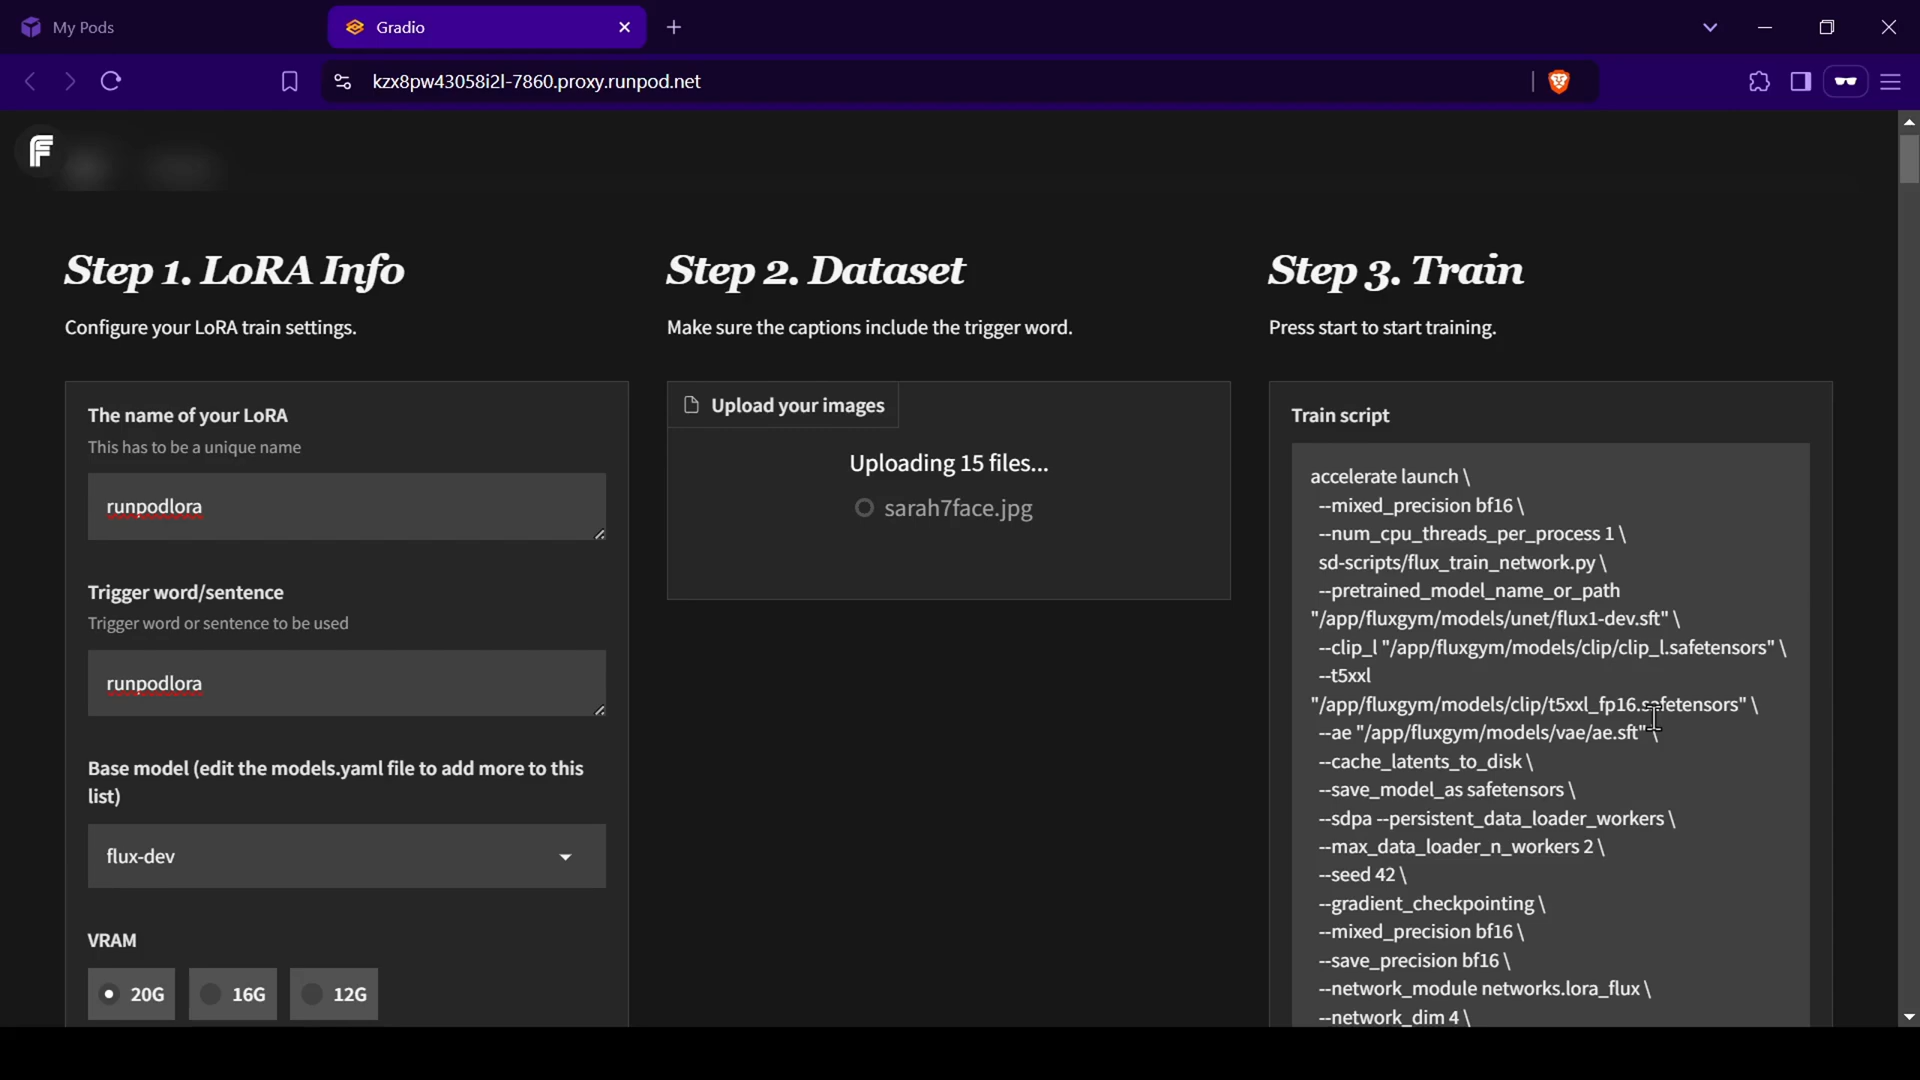 My Pods
Gradio
kzx8pw43058i2l-7860.proxy.runpod.net
F
Step 1. LoRA Info
Configure your LoRA train settings.
The name of your LoRA
This has to be a unique name
runpodlora
Trigger word/sentence
Trigger word or sentence to be used
runpodlora
Base model (edit the models.yaml file to add more to this
list)
flux-dev
VRAM
20G 16G 12G
Step 2. Dataset
Make sure the captions include the trigger word.
Upload your images
Uploading 15 files...
sarah7face.jpg
Step 3. Train
Press start to start training.
Train script
accelerate launch \
--mixed_precision bf16 \
--num_cpu_threads_per_process 1 \
sd-scripts/flux_train_network.py \
--pretrained_model_name_or_path
"/app/fluxgym/models/unet/flux1-dev.sft" \
--clip_l "/app/fluxgym/models/clip/clip_l.safetensors" \
--t5xxl
"/app/fluxgym/models/clip/t5xxl_fp16.safetensors" \
--ae "/app/fluxgym/models/vae/ae.sft" \
--cache_latents_to_disk \
--save_model_as safetensors \
--sdpa --persistent_data_loader_workers \
--max_data_loader_n_workers 2 \
--seed 42 \
--gradient_checkpointing \
--mixed_precision bf16 \
--save_precision bf16 \
--network_module networks.lora_flux \
--network_dim 4 \